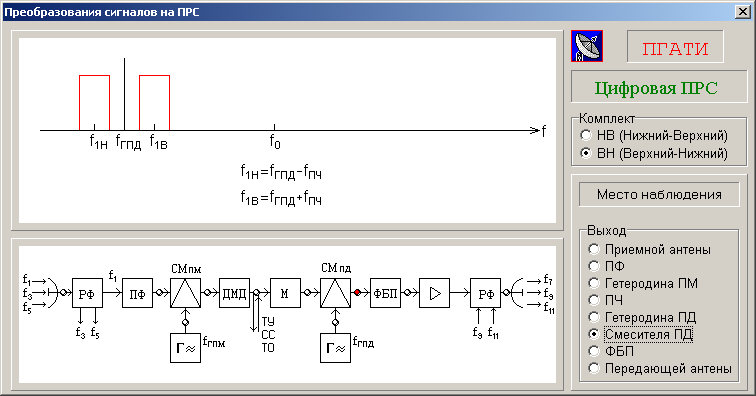 Преобразования сигналов на ПРС
f
f1Н fГПД f1В f0
f1Н=fГПД-fПЧ
f1В=fГПД+fПЧ
СМпм СМпд
f1 f1 f7
f3 РФ ПФ ДМД М ФБП РФ f9
f5 f11
f3 f5 ТУ f9 f11
СС
ТО
Г≈ fГПМ Г≈ fГПД
ПГАТИ
Цифровая ПРС
Комплект
НВ (Нижний-Верхний)
ВН (Верхний-Нижний)
Место наблюдения
Выход
Приемной антены
ПФ
Гетеродина ПМ
ПЧ
Гетеродина ПД
Смесителя ПД
ФБП
Передающей антены